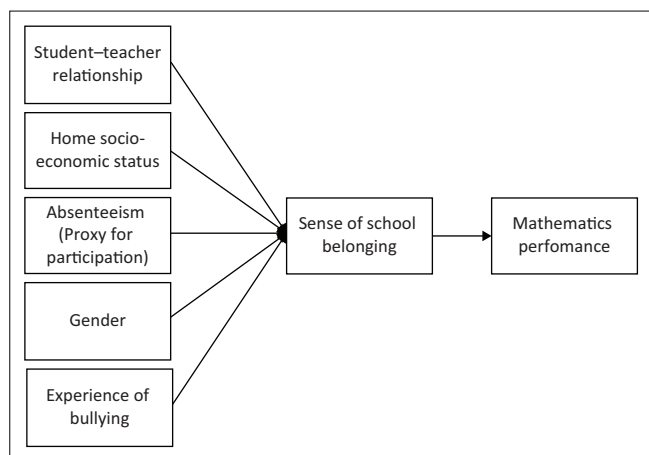 Student–teacher
relationship
Home socio-
economic status
Absenteeism
(Proxy for
participation)
Gender
Experience of
bullying
Sense of school
belonging
Mathematics
perfomance